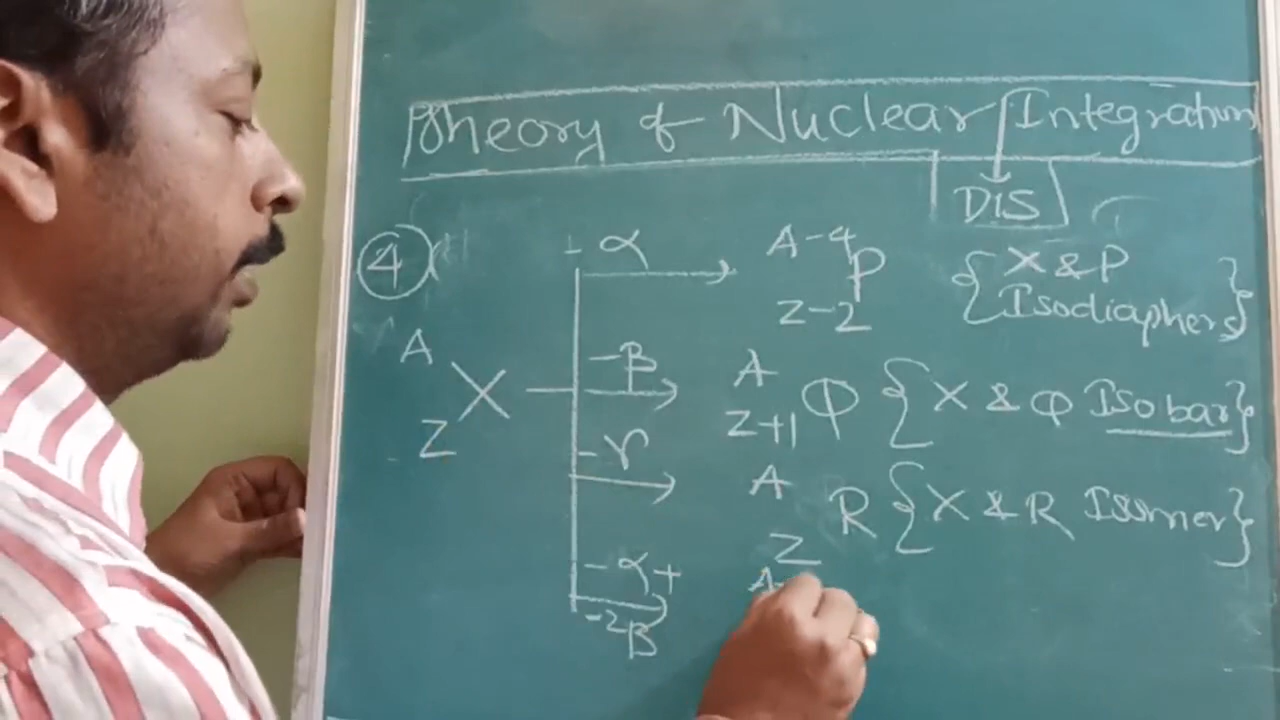 Theory of Nuclear Integration
DIS
4
A
Z X
- α
A-4
Z-2 P
{ X & P
Isodiaphers }
-β
A
Z+1 Q { X & Q Isobar }
-γ
A
Z R { X & R Isomer }
-α+
-2β
A-